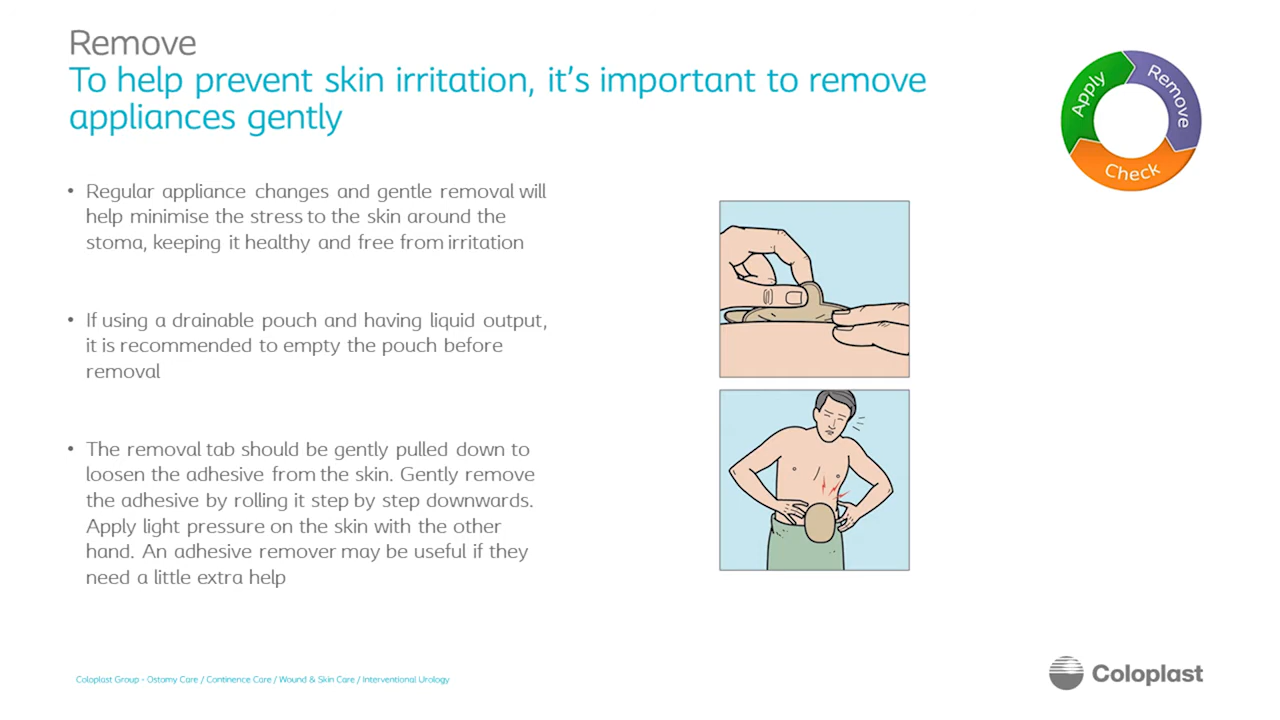 Remove
To help prevent skin irritation, it's important to remove
appliances gently
Apply
Remove
Check
• Regular appliance changes and gentle removal will
help minimise the stress to the skin around the
stoma, keeping it healthy and free from irritation
• If using a drainable pouch and having liquid output,
it is recommended to empty the pouch before
removal
• The removal tab should be gently pulled down to
loosen the adhesive from the skin. Gently remove
the adhesive by rolling it step by step downwards.
Apply light pressure on the skin with the other
hand. An adhesive remover may be useful if they
need a little extra help
Coloplast Group - Ostomy Care / Continence Care / Wound & Skin Care / Interventional Urology
Coloplast